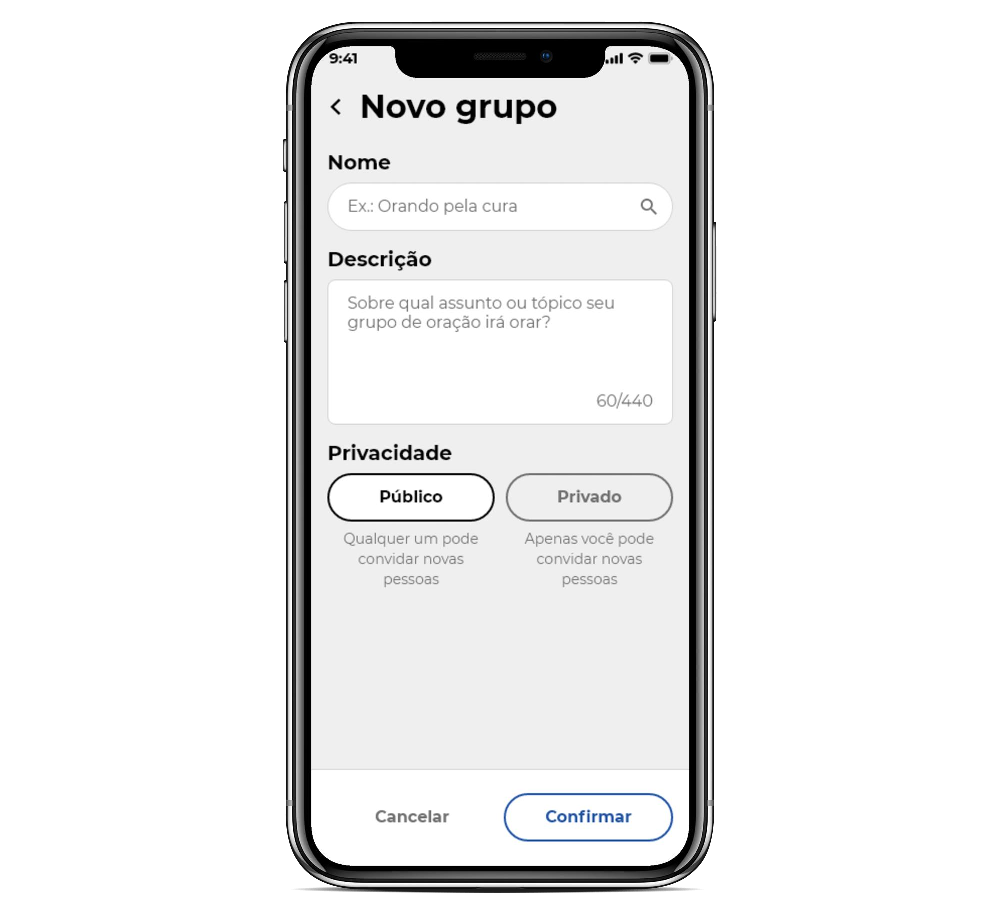 9:41
Novo grupo
Nome
Ex.: Orando pela cura
Descrição
Sobre qual assunto ou tópico seu
grupo de oração irá orar?
60/440
Privacidade
Público
Privado
Qualquer um pode
convidar novas
pessoas
Apenas você pode
convidar novas
pessoas
Cancelar
Confirmar